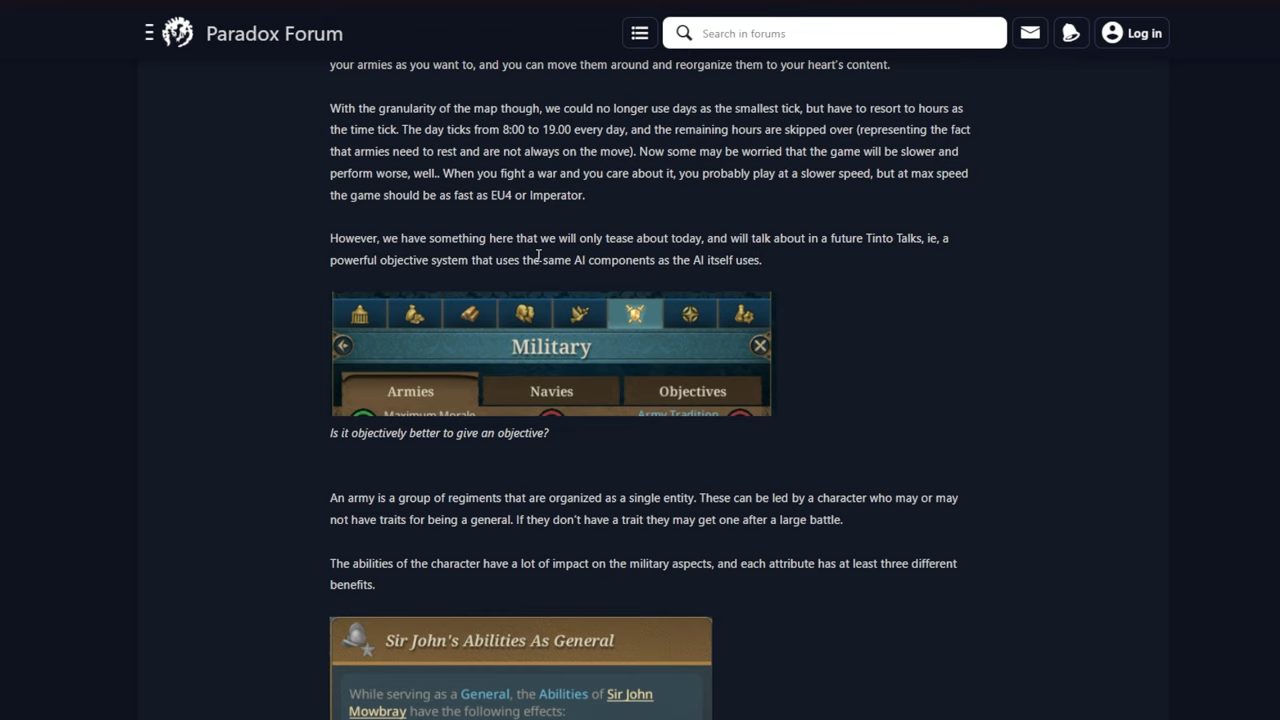 Paradox Forum
Search in forums
Log in
your armies as you want to, and you can move them around and reorganize them to your heart's content.
With the granularity of the map though, we could no longer use days as the smallest tick, but have to resort to hours as
the time tick. The day ticks from 8:00 to 19.00 every day, and the remaining hours are skipped over (representing the fact
that armies need to rest and are not always on the move). Now some may be worried that the game will be slower and
perform worse, well.. When you fight a war and you care about it, you probably play at a slower speed, but at max speed
the game should be as fast as EU4 or Imperator.
However, we have something here that we will only tease about today, and will talk about in a future Tinto Talks, ie, a
powerful objective system that uses the same AI components as the AI itself uses.
Military
Armies
Navies
Objectives
Maximum Morale
Army Tradition
Is it objectively better to give an objective?
An army is a group of regiments that are organized as a single entity. These can be led by a character who may or may
not have traits for being a general. If they don't have a trait they may get one after a large battle.
The abilities of the character have a lot of impact on the military aspects, and each attribute has at least three different
benefits.
Sir John's Abilities As General
While serving as a General, the Abilities of Sir John
Mowbray have the following effects: